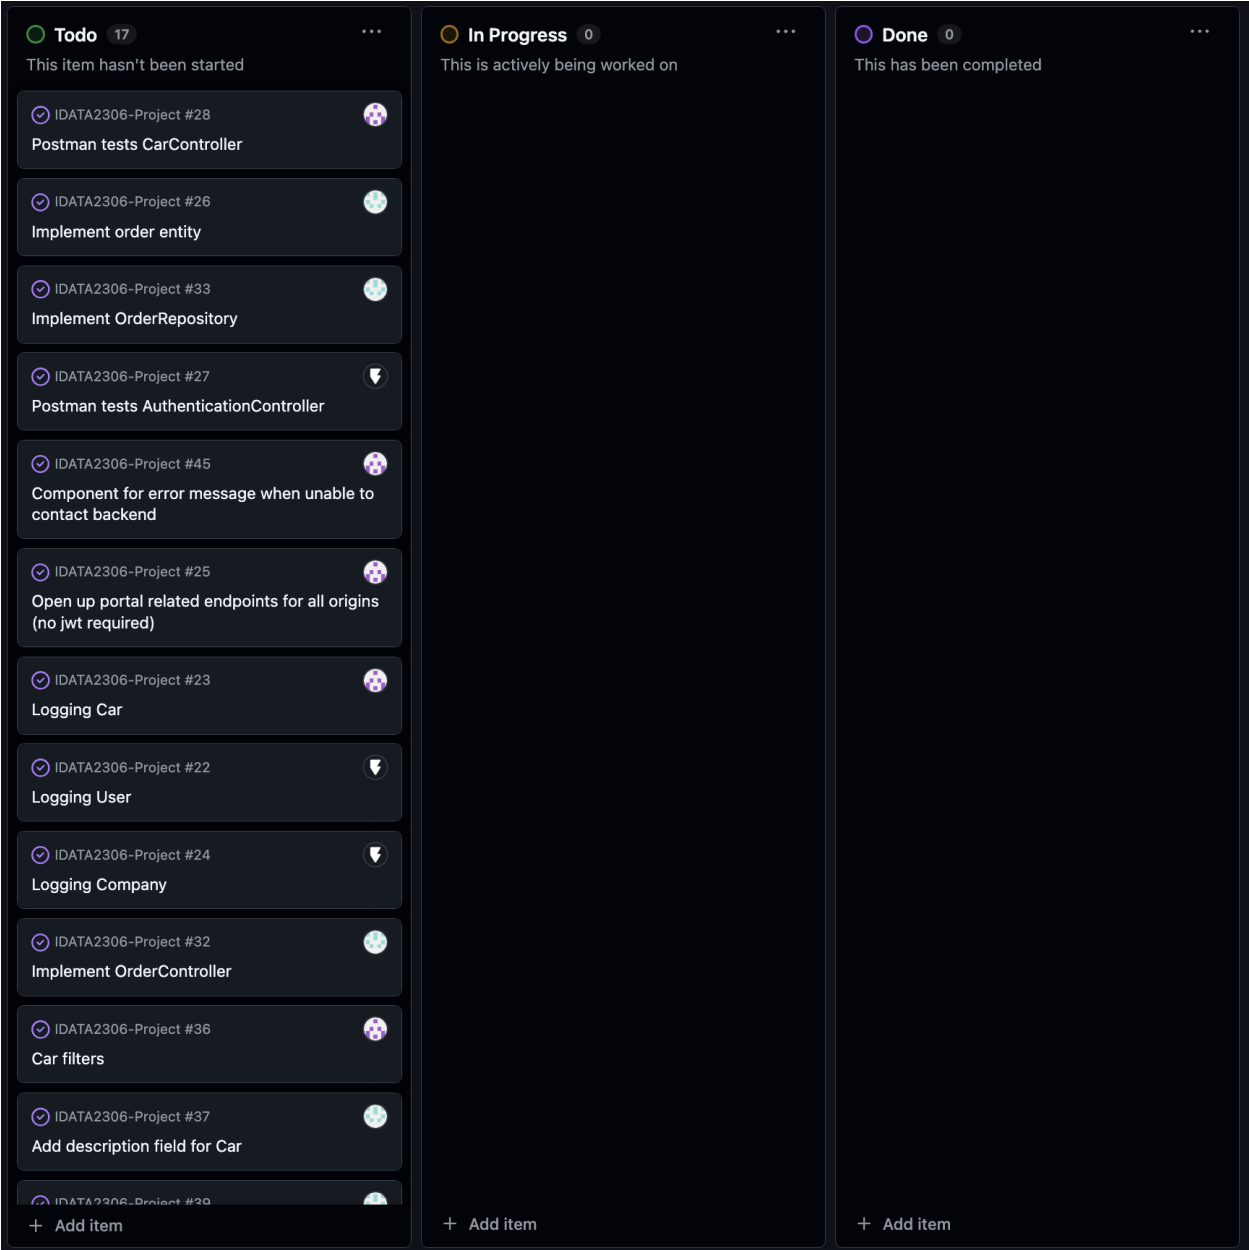 Todo 17
This item hasn't been started
IDATA2306-Project #28
Postman tests CarController
IDATA2306-Project #26
Implement order entity
IDATA2306-Project #33
Implement OrderRepository
IDATA2306-Project #27
Postman tests AuthenticationController
IDATA2306-Project #45
Component for error message when unable to
contact backend
IDATA2306-Project #25
Open up portal related endpoints for all origins
(no jwt required)
IDATA2306-Project #23
Logging Car
IDATA2306-Project #22
Logging User
IDATA2306-Project #24
Logging Company
IDATA2306-Project #32
Implement OrderController
IDATA2306-Project #36
Car filters
IDATA2306-Project #37
Add description field for Car
IDATA2306-Project #39
+ Add item
In Progress 0
This is actively being worked on
+ Add item
Done 0
This has been completed
+ Add item